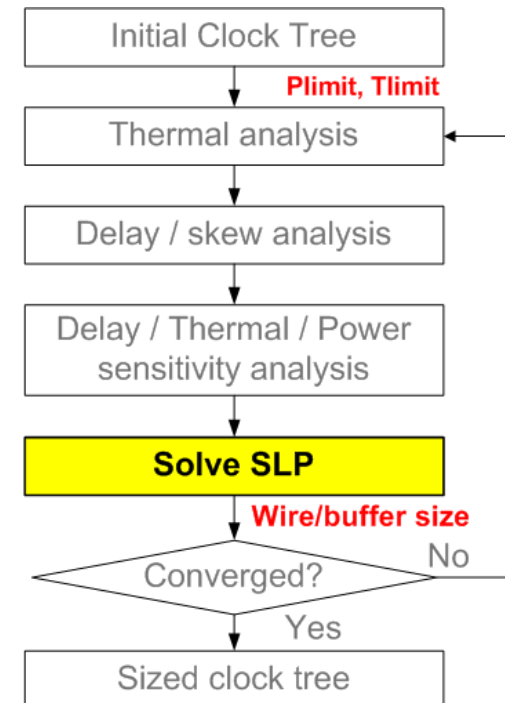 Initial Clock Tree
Plimit, Tlimit
Thermal analysis
Delay / skew analysis
Delay / Thermal / Power
sensitivity analysis
Solve SLP
Wire/buffer size
Converged?
No
Yes
Sized clock tree